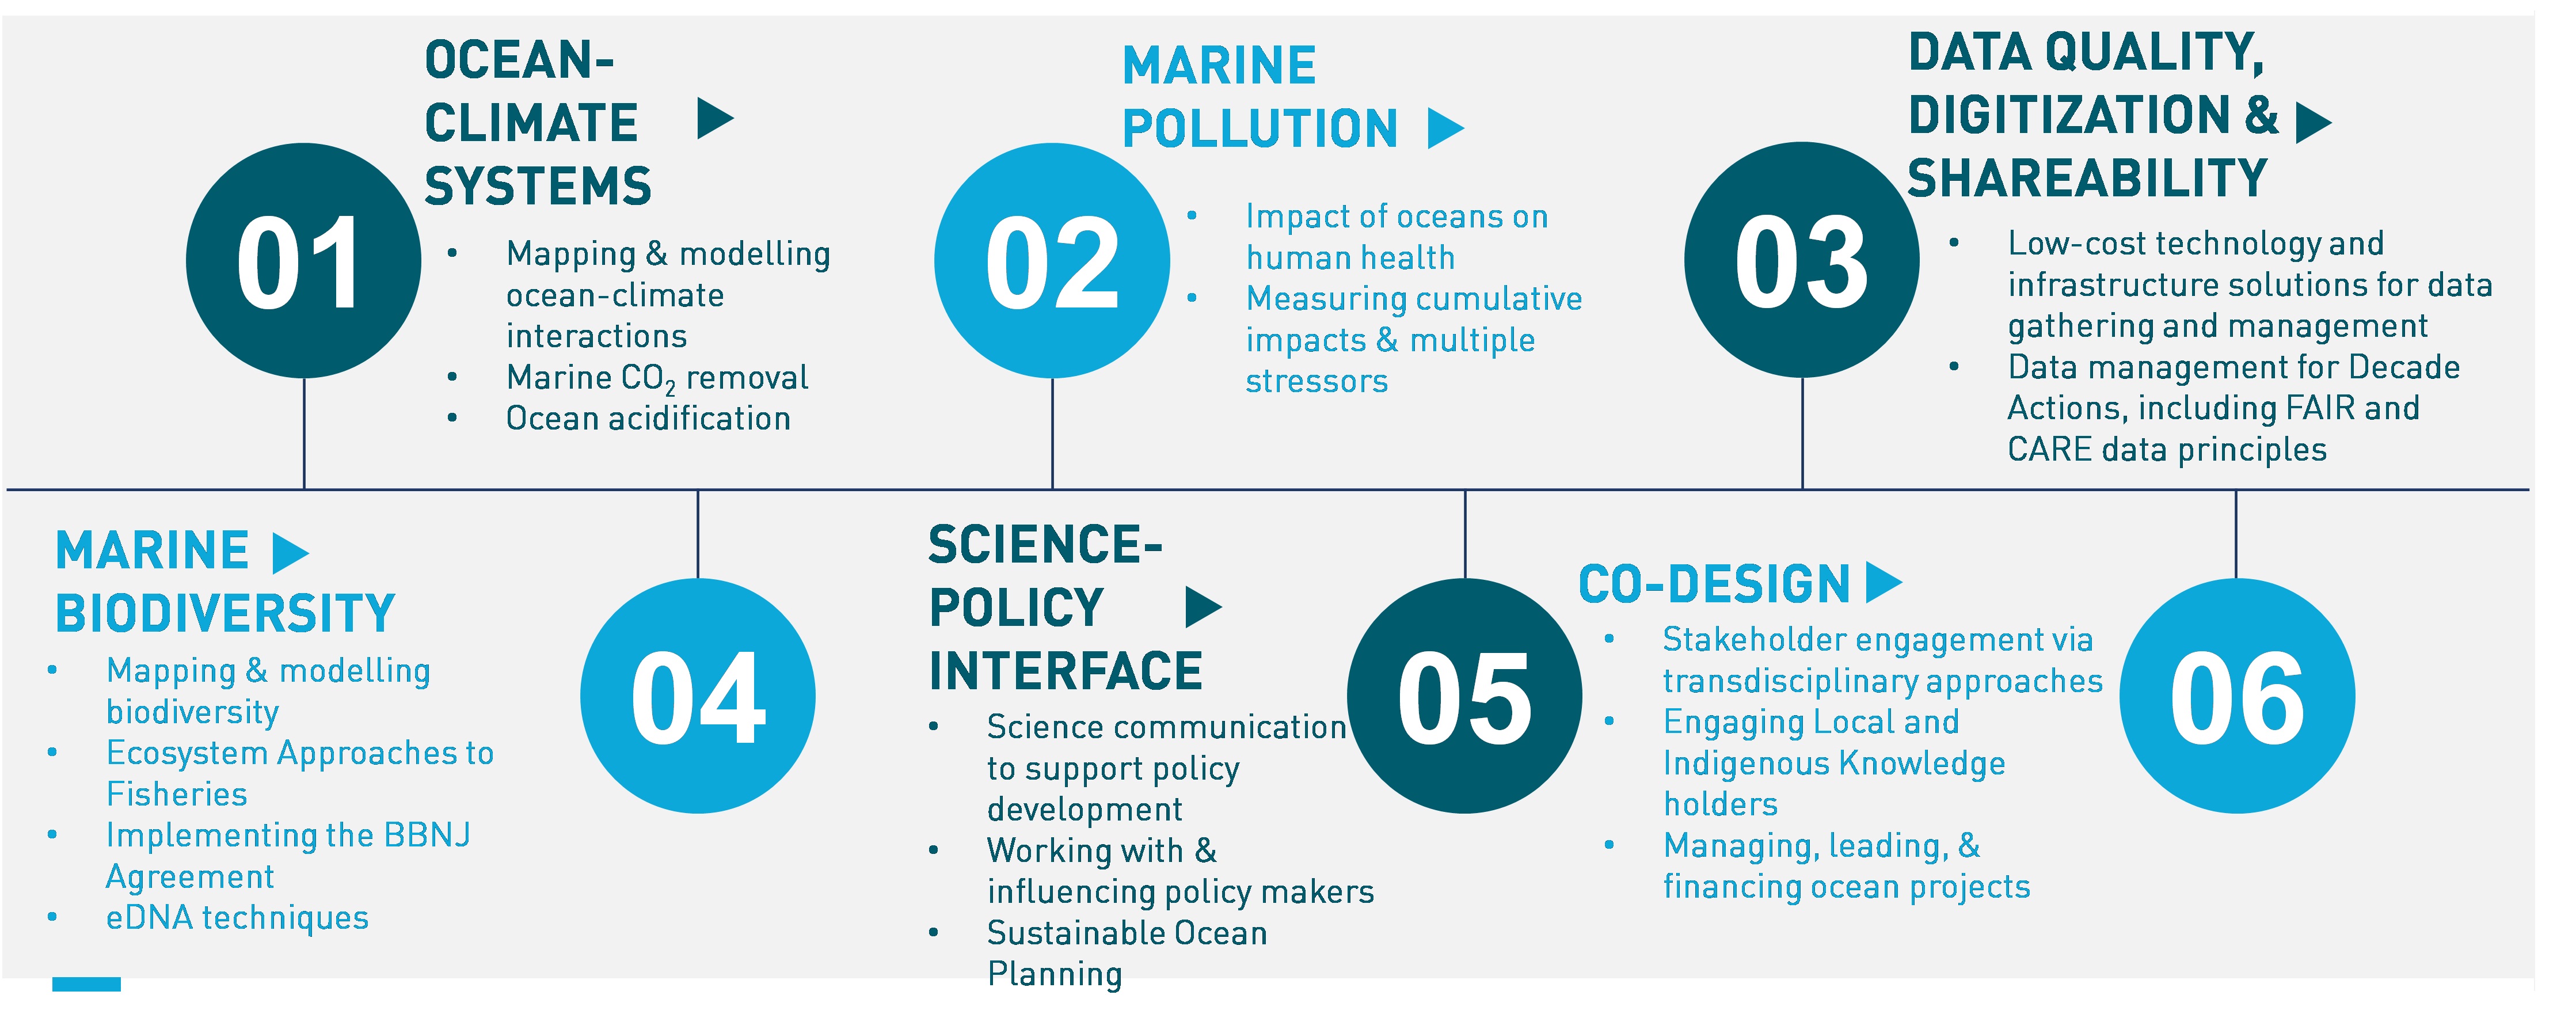 01
OCEAN-
CLIMATE
SYSTEMS
• Mapping & modelling
ocean-climate
interactions
• Marine CO₂ removal
• Ocean acidification
02
MARINE
POLLUTION
• Impact of oceans on
human health
• Measuring cumulative
impacts & multiple
stressors
03
DATA QUALITY,
DIGITIZATION &
SHAREABILITY
• Low-cost technology and
infrastructure solutions for data
gathering and management
• Data management for Decade
Actions, including FAIR and
CARE data principles
MARINE
BIODIVERSITY
• Mapping & modelling
biodiversity
• Ecosystem Approaches to
Fisheries
• Implementing the BBNJ
Agreement
• eDNA techniques
04
SCIENCE-
POLICY
INTERFACE
• Science communication
to support policy
development
• Working with &
influencing policy makers
• Sustainable Ocean
Planning
05
CO-DESIGN
• Stakeholder engagement via
transdisciplinary approaches
• Engaging Local and
Indigenous Knowledge
holders
• Managing, leading, &
financing ocean projects
06